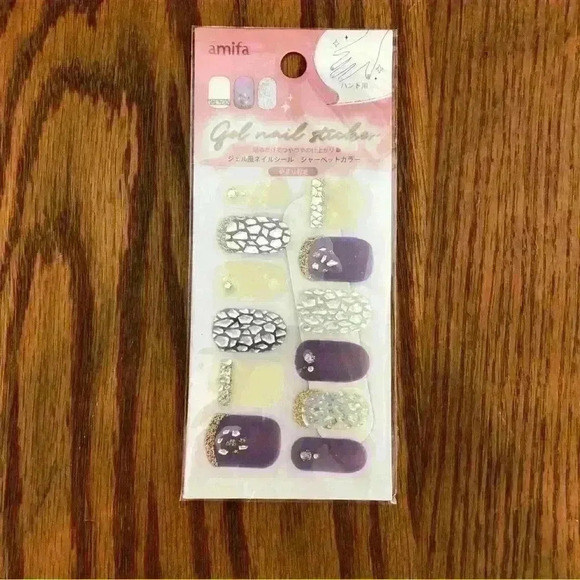 amifa
ハンド用
Gel nail sticker
ジェル風ネイルシール シャーベットカラー